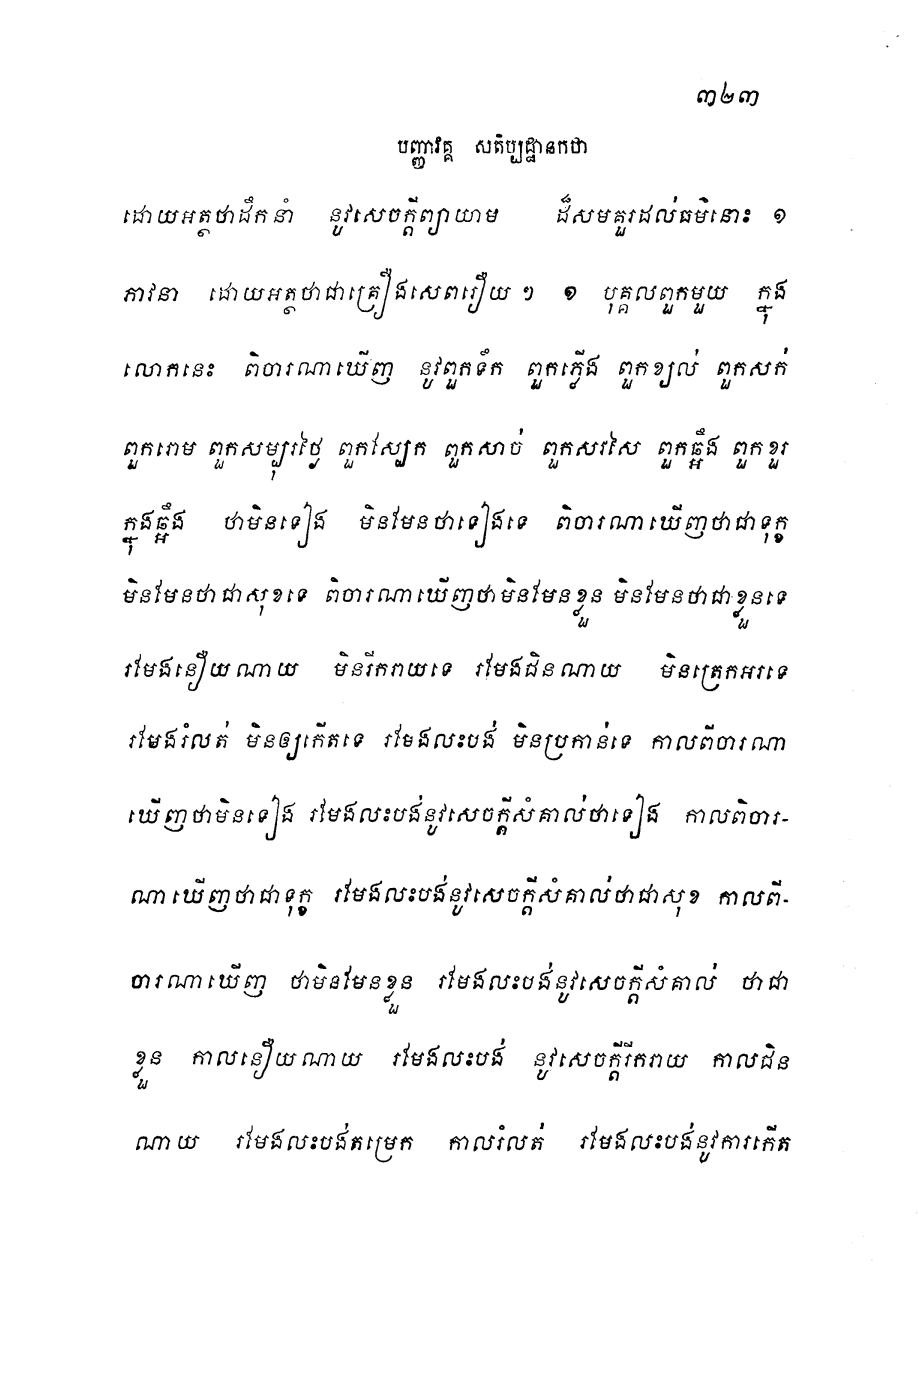 ៣២៣
បញ្ញាវគ្គ សតិប្បដ្ឋានកថា
ដោយអត្ថថាដឹកនាំ នូវសេចក្តីព្យាយាម ដ៏សមគួរដល់ធម៌នោះ ១
ភាវនា ដោយអត្ថថាជាគ្រឿងសេពរឿយ ៗ ១ បុគ្គលពួកមួយ ក្នុង
លោកនេះ ពិចារណាឃើញ នូវពួកទឹក ពួកភ្លើង ពួកខ្យល់ ពួកសក់
ពួករោម ពួកសម្បុរថ្ងៃ ពួកស្បែក ពួកសាច់ ពួកសរសៃ ពួកឆ្អឹង ពួកខួរ
ក្នុងឆ្អឹង ថាមិនទៀង មិនមែនថាទៀងទេ ពិចារណាឃើញថាជាទុក្ខ
មិនមែនថាជាសុខទេ ពិចារណាឃើញថាមិនមែនខ្លួន មិនមែនថាជាខ្លួនទេ
រមែងនឿយណាយ មិនរីករាយទេ រមែងជិនណាយ មិនត្រេកអរទេ
រមែងរំលត់ មិនឲ្យកើតទេ រមែងលះបង់ មិនប្រកាន់ទេ កាលពិចារណា
ឃើញថាមិនទៀង រមែងលះបង់នូវសេចក្តីសំគាល់ថាទៀង កាលពិចារ-
ណាឃើញថាជាទុក្ខ រមែងលះបង់នូវសេចក្តីសំគាល់ថាជាសុខ កាលពិ-
ចារណាឃើញ ថាមិនមែនខ្លួន រមែងលះបង់នូវសេចក្តីសំគាល់ ថាជា
ខ្លួន កាលនឿយណាយ រមែងលះបង់ នូវសេចក្តីរីករាយ កាលជិន
ណាយ រមែងលះបង់តម្រេក កាលរំលត់ រមែងលះបង់នូវការកើត